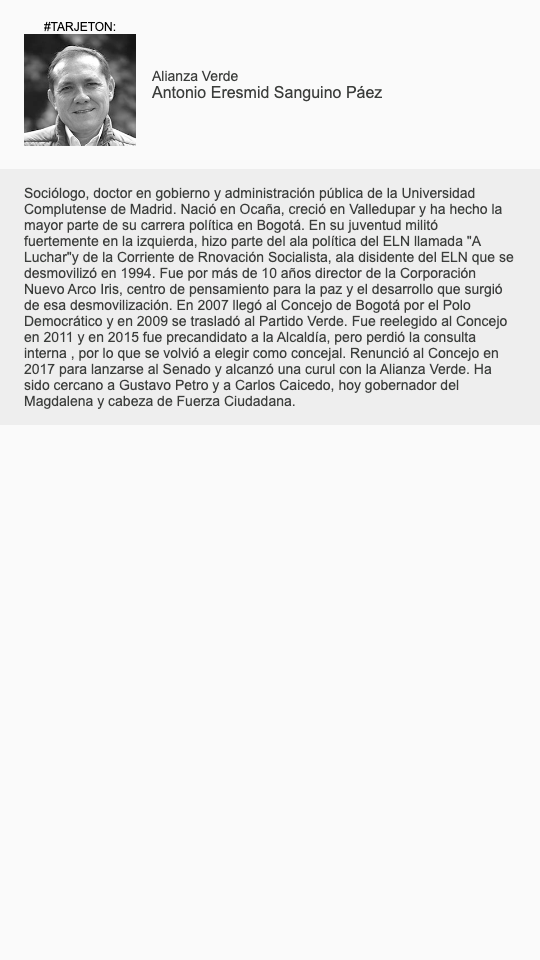 #TARJETON:
Alianza Verde
Antonio Eresmid Sanguino Páez
Sociólogo, doctor en gobierno y administración pública de la Universidad
Complutense de Madrid. Nació en Ocaña, creció en Valledupar y ha hecho la
mayor parte de su carrera política en Bogotá. En su juventud militó
fuertemente en la izquierda, hizo parte del ala política del ELN llamada "A
Luchar"y de la Corriente de Rnovación Socialista, ala disidente del ELN que se
desmovilizó en 1994. Fue por más de 10 años director de la Corporación
Nuevo Arco Iris, centro de pensamiento para la paz y el desarrollo que surgió
de esa desmovilización. En 2007 llegó al Concejo de Bogotá por el Polo
Democrático y en 2009 se trasladó al Partido Verde. Fue reelegido al Concejo
en 2011 y en 2015 fue precandidato a la Alcaldía, pero perdió la consulta
interna , por lo que se volvió a elegir como concejal. Renunció al Concejo en
2017 para lanzarse al Senado y alcanzó una curul con la Alianza Verde. Ha
sido cercano a Gustavo Petro y a Carlos Caicedo, hoy gobernador del
Magdalena y cabeza de Fuerza Ciudadana.